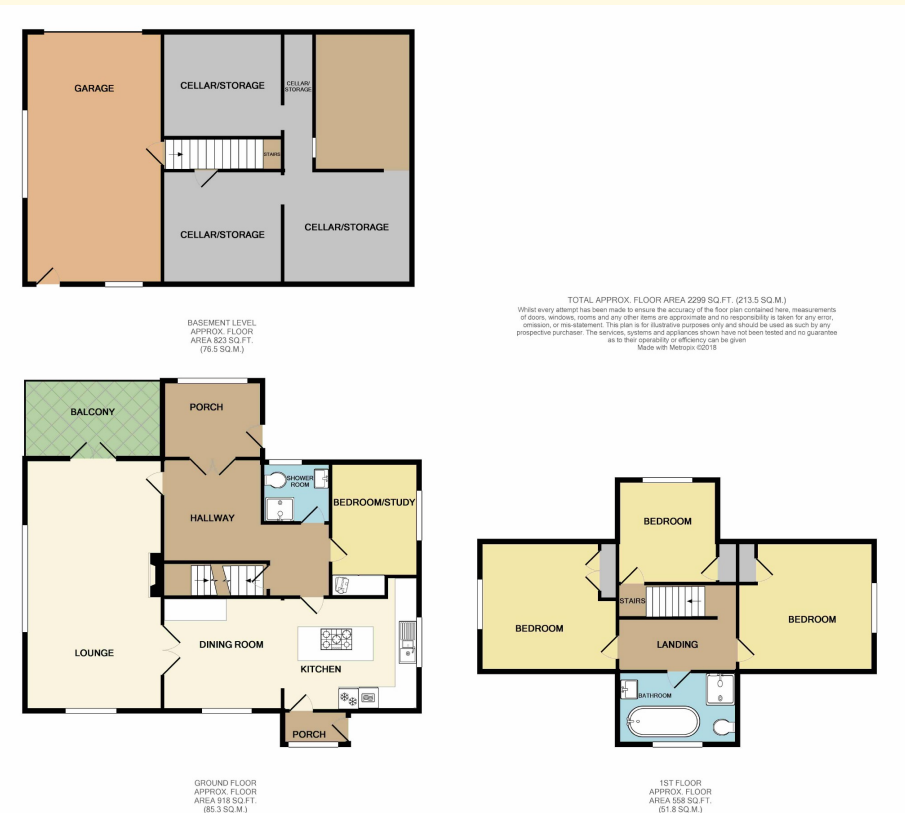 GARAGE
CELLAR/STORAGE
CELLAR/
STORAGE
STAIRS
CELLAR/STORAGE
CELLAR/STORAGE
BASEMENT LEVEL
APPROX. FLOOR
AREA 823 SQ.FT.
(76.5 SQ.M.)
TOTAL APPROX. FLOOR AREA 2299 SQ.FT. (213.5 SQ.M.)
Whilst every attempt has been made to ensure the accuracy of the floor plan contained here, measurements
of doors, windows, rooms and any other items are approximate and no responsibility is taken for any error,
omission, or mis-statement. This plan is for illustrative purposes only and should be used as such by any
prospective purchaser. The services, systems and appliances shown have not been tested and no guarantee
as to their operability or efficiency can be given
Made with Metropix ©2018
BALCONY
PORCH
SHOWER
ROOM
BEDROOM/STUDY
HALLWAY
LOUNGE
DINING ROOM
KITCHEN
PORCH
GROUND FLOOR
APPROX. FLOOR
AREA 918 SQ.FT.
(85.3 SQ.M.)
BEDROOM
STAIRS
BEDROOM
LANDING
BEDROOM
BATHROOM
1ST FLOOR
APPROX. FLOOR
AREA 558 SQ.FT.
(51.8 SQ.M.)